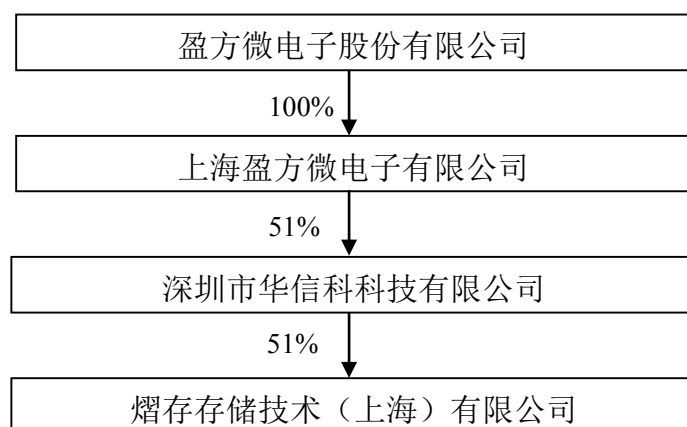 盈方微电子股份有限公司
100%
上海盈方微电子有限公司
51%
深圳市华信科科技有限公司
51%
熠存存储技术（上海）有限公司